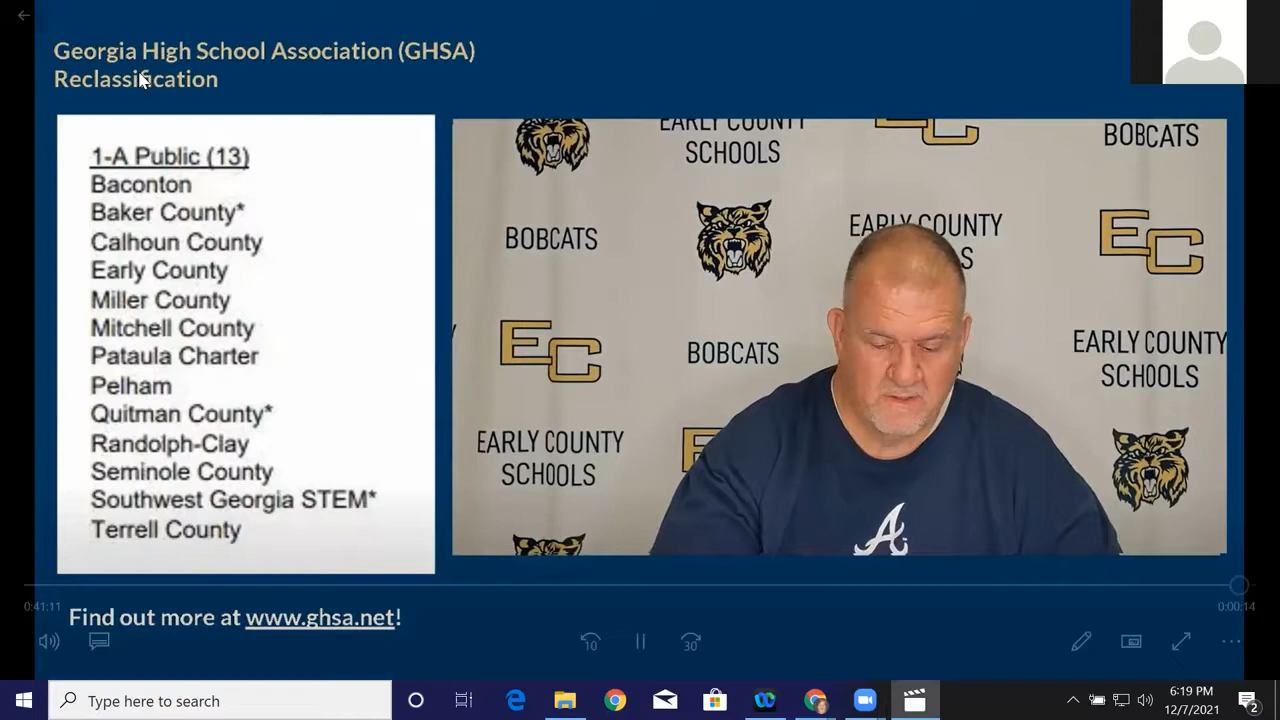 Georgia High School Association (GHSA)
Reclassification
1-A Public (13)
Baconton
Baker County*
Calhoun County
Early County
Miller County
Mitchell County
Pataula Charter
Pelham
Quitman County*
Randolph-Clay
Seminole County
Southwest Georgia STEM*
Terrell County
EARLY COUNTY
SCHOOLS
EC
BOBCATS
BOBCATS
EARLY COUNTY
S
EC
EC
BOBCATS
EARLY COUNTY
SCHOOLS
EARLY COUNTY
SCHOOLS
E
A
Find out more at www.ghsa.net!
0:41:11
0:00:14
10
30
Type here to search
6:19 PM
12/7/2021
2